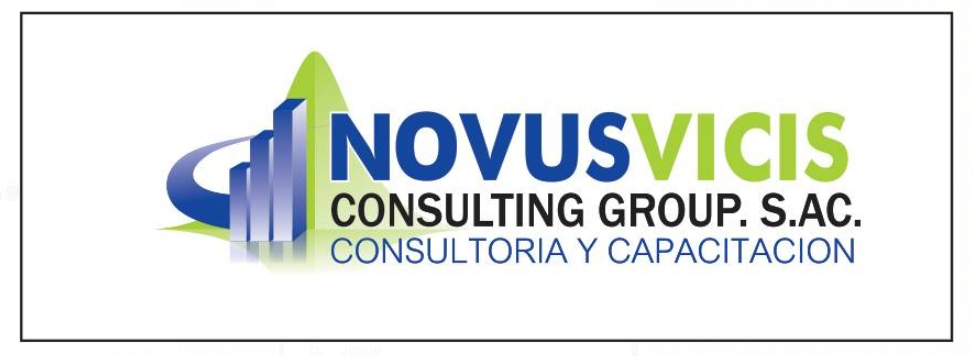 NOVUSVICIS
CONSULTING GROUP. S.AC.
CONSULTORIA Y CAPACITACION